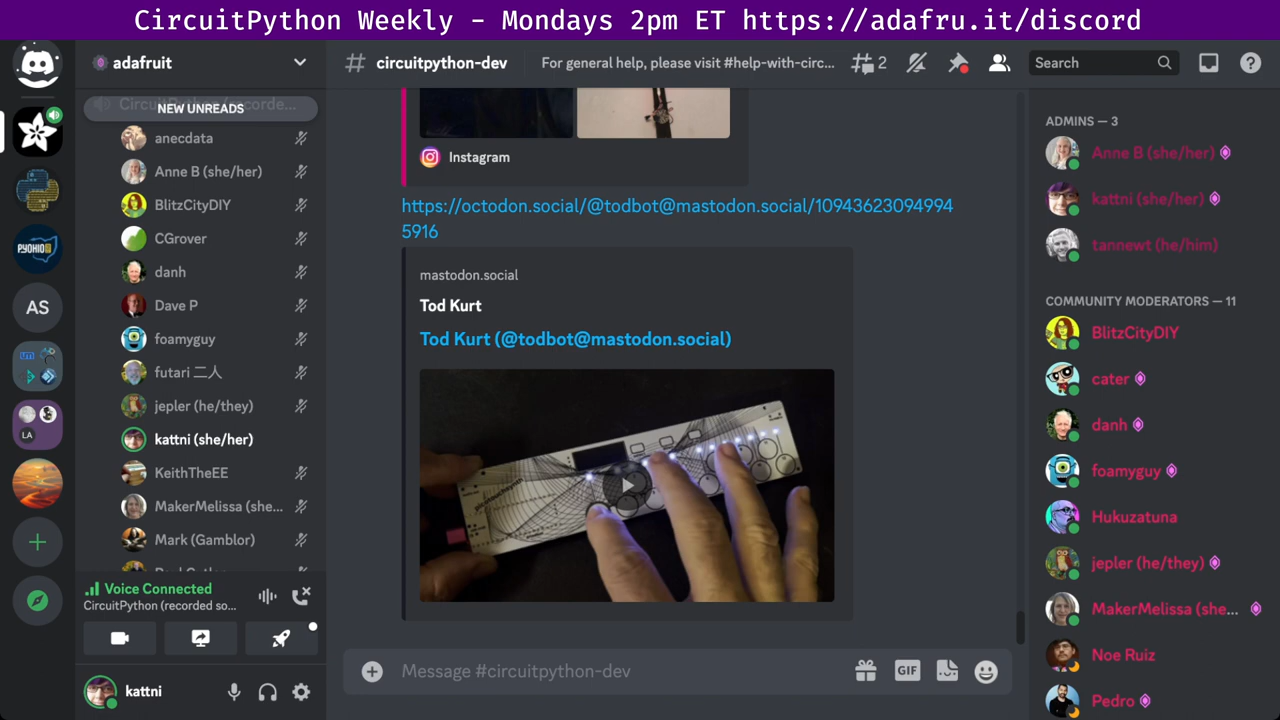 CircuitPython Weekly - Mondays 2pm ET https://adafru.it/discord
adafruit
NEW UNREADS
anecdata
Anne B (she/her)
BlitzCityDIY
CGrover
danh
Dave P
foamyguy
futari 二人
jepler (he/they)
kattni (she/her)
KeithTheEE
MakerMelissa (she...
Mark (Gamblor)
Voice Connected
CircuitPython (recorded so...
kattni
AS
LA
# circuitpython-dev
For general help, please visit #help-with-circ...
2
Search
Instagram
https://octodon.social/@todbot@mastodon.social/10943623094994
5916
mastodon.social
Tod Kurt
Tod Kurt (@todbot@mastodon.social)
Message #circuitpython-dev
GIF
ADMINS — 3
Anne B (she/her)
kattni (she/her)
tannewt (he/him)
COMMUNITY MODERATORS — 11
BlitzCityDIY
cater
danh
foamyguy
Hukuzatuna
jepler (he/they)
MakerMelissa (she...
Noe Ruiz
Pedro